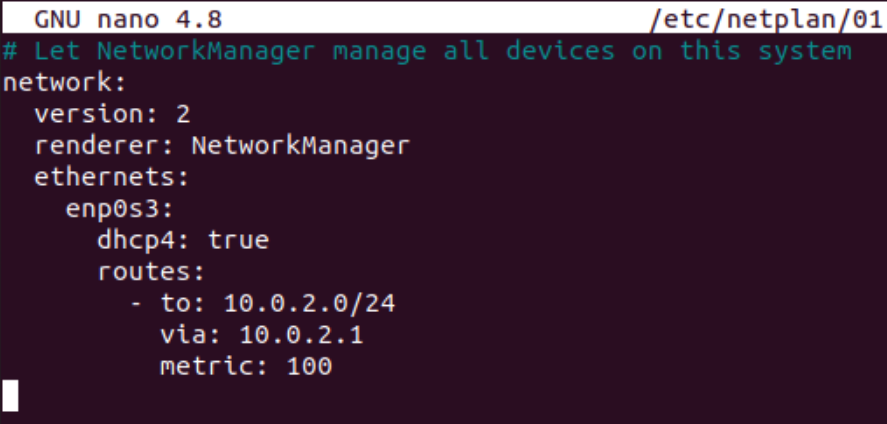 GNU nano 4.8 /etc/netplan/01
# Let NetworkManager manage all devices on this system
network:
  version: 2
  renderer: NetworkManager
  ethernets:
    enp0s3:
      dhcp4: true
      routes:
        - to: 10.0.2.0/24
          via: 10.0.2.1
          metric: 100